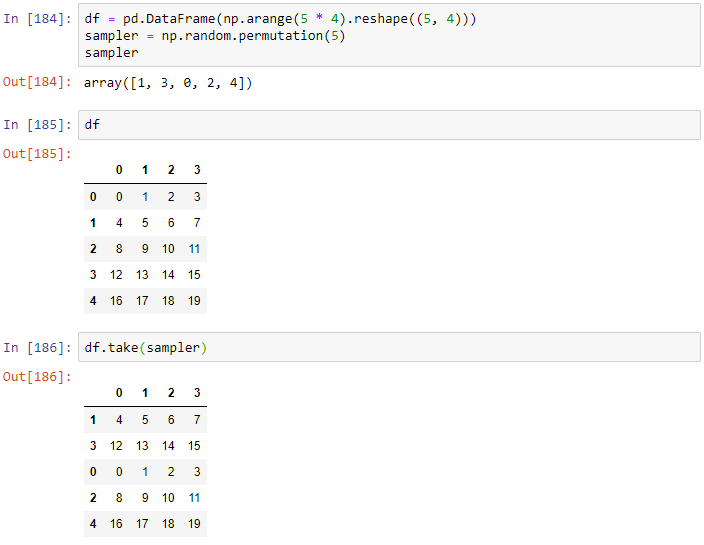 In [184]: df = pd.DataFrame(np.arange(5 * 4).reshape((5, 4)))
sampler = np.random.permutation(5)
sampler
Out[184]: array([1, 3, 0, 2, 4])
In [185]: df
Out[185]:
0 1 2 3
0 0 1 2 3
1 4 5 6 7
2 8 9 10 11
3 12 13 14 15
4 16 17 18 19
In [186]: df.take(sampler)
Out[186]:
0 1 2 3
1 4 5 6 7
3 12 13 14 15
0 0 1 2 3
2 8 9 10 11
4 16 17 18 19